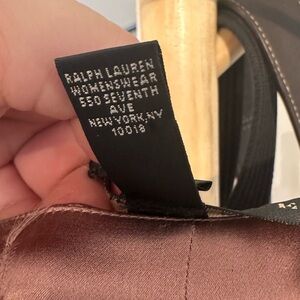 RALPH LAUREN
WOMENSWEAR
550 SEVENTH
AVE
NEW YORK, NY
10018